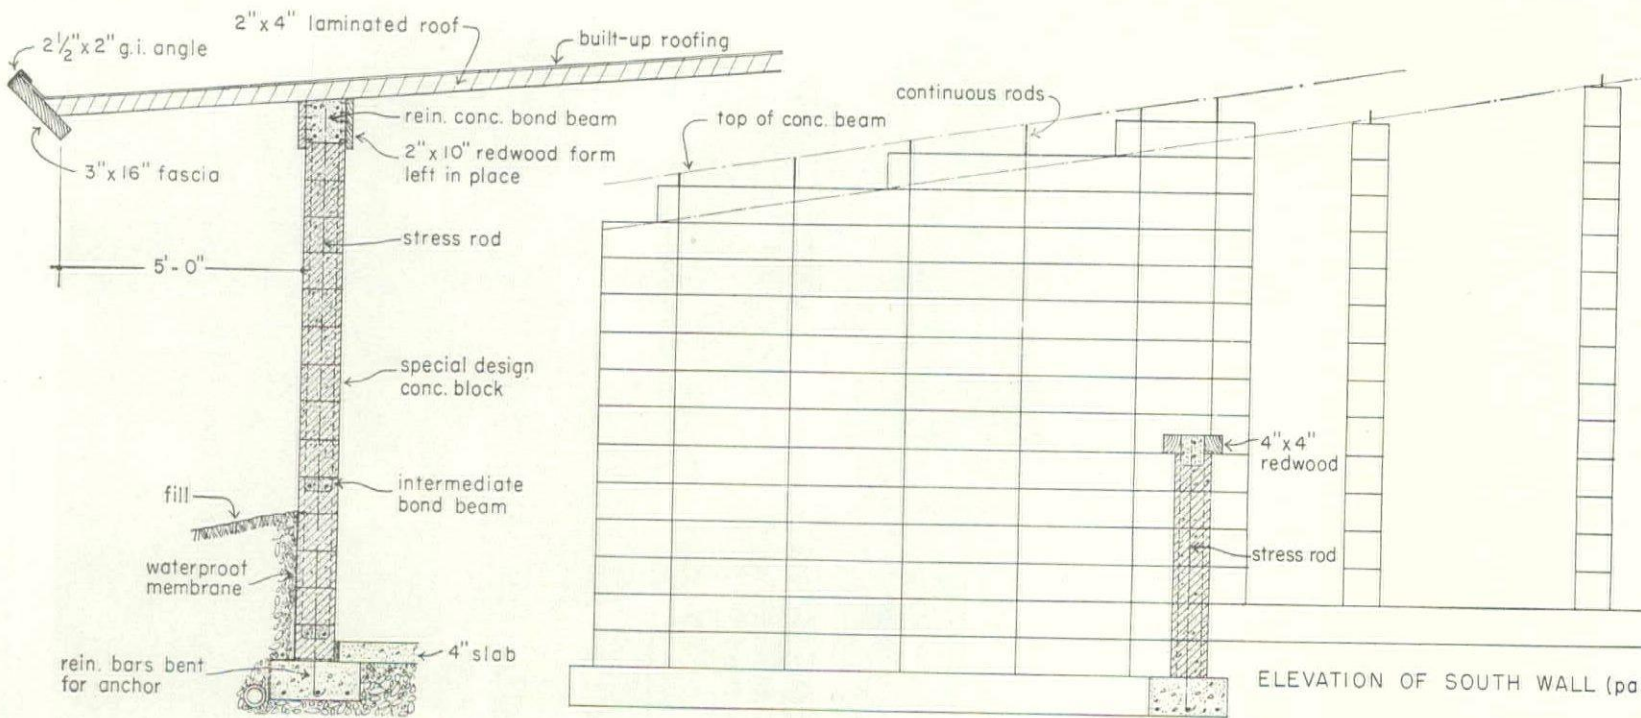 2"x 4" laminated roof
2½"x 2" g.i. angle
built-up roofing
rein. conc. bond beam
2"x 10" redwood form
left in place
3"x 16" fascia
stress rod
5'- 0"
special design
conc. block
intermediate
bond beam
fill
waterproof
membrane
rein. bars bent
for anchor
4" slab
continuous rods
top of conc. beam
4"x 4"
redwood
stress rod
ELEVATION OF SOUTH WALL (pa